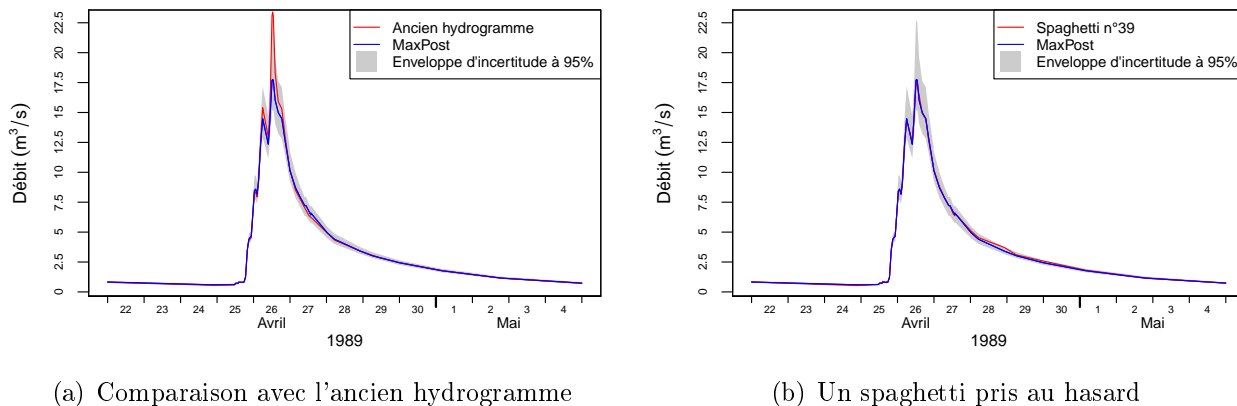 Débit (m³/s)
22.5
20
17.5
15
12.5
10
7.5
5
2.5
0
Ancien hydrogramme
MaxPost
Enveloppe d'incertitude à 95%
22 23 24 25 26 27 28 29 30 1 2 3 4
Avril Mai
1989
(a) Comparaison avec l'ancien hydrogramme
Débit (m³/s)
22.5
20
17.5
15
12.5
10
7.5
5
2.5
0
Spaghetti n°39
MaxPost
Enveloppe d'incertitude à 95%
22 23 24 25 26 27 28 29 30 1 2 3 4
Avril Mai
1989
(b) Un spaghetti pris au hasard